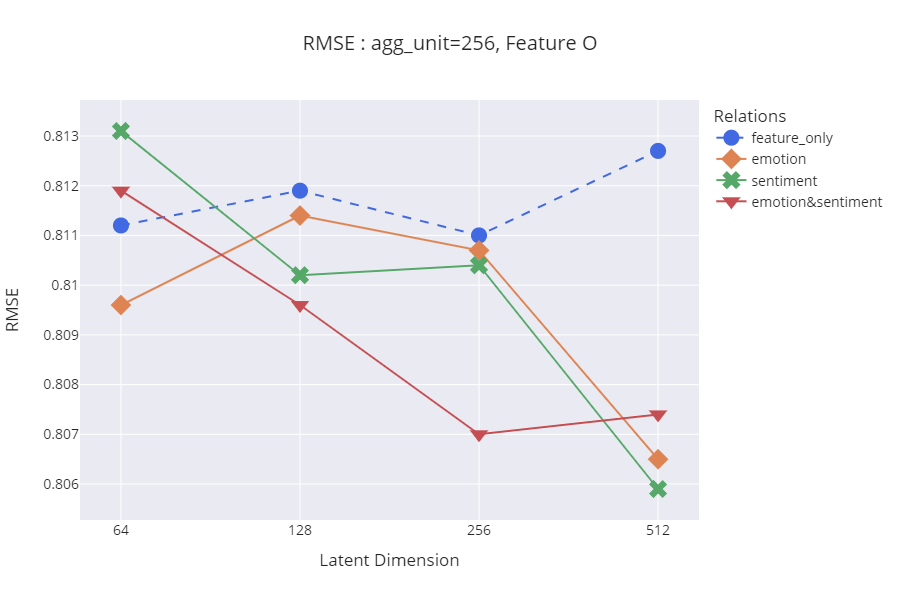 RMSE : agg_unit=256, Feature O
Relations
feature_only
emotion
sentiment
emotion&sentiment
0.813
0.812
0.811
0.81
0.809
0.808
0.807
0.806
RMSE
64 128 256 512
Latent Dimension